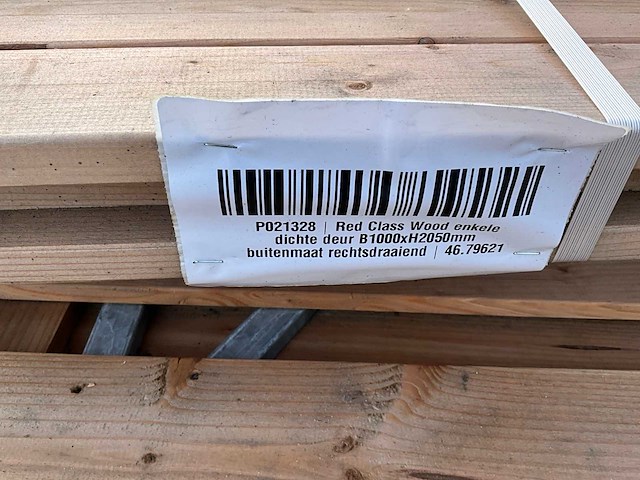 P021328 | Red Class Wood enkele
dichte deur B1000xH2050mm
buitenmaat rechtsdraaiend | 46.79621